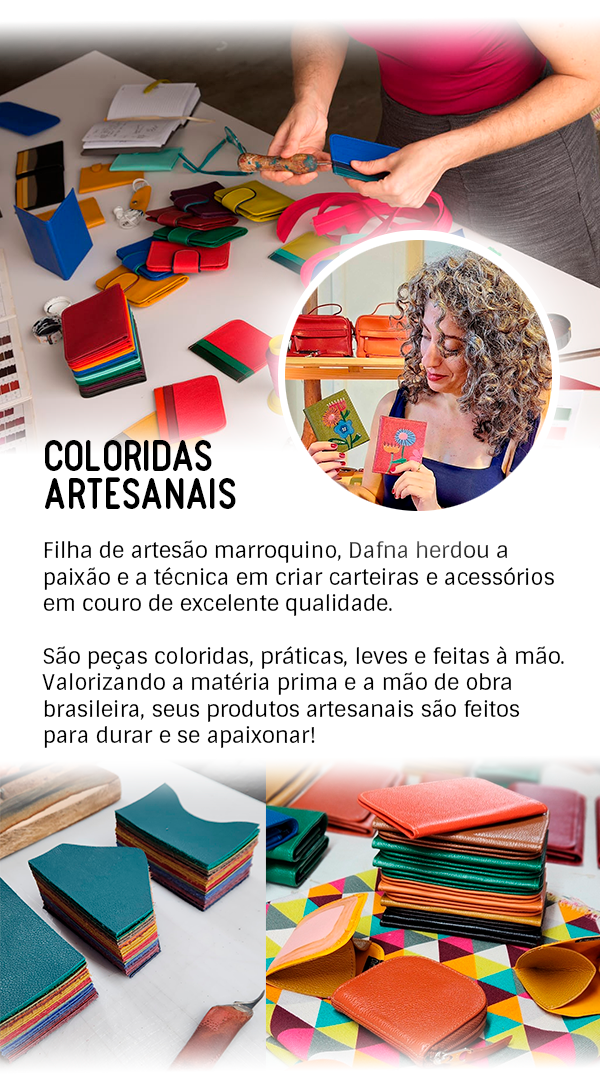 COLORIDAS
ARTESANAIS
Filha de artesão marroquino, Dafna herdou a
paixão e a técnica em criar carteiras e acessórios
em couro de excelente qualidade.
São peças coloridas, práticas, leves e feitas à mão.
Valorizando a matéria prima e a mão de obra
brasileira, seus produtos artesanais são feitos
para durar e se apaixonar!